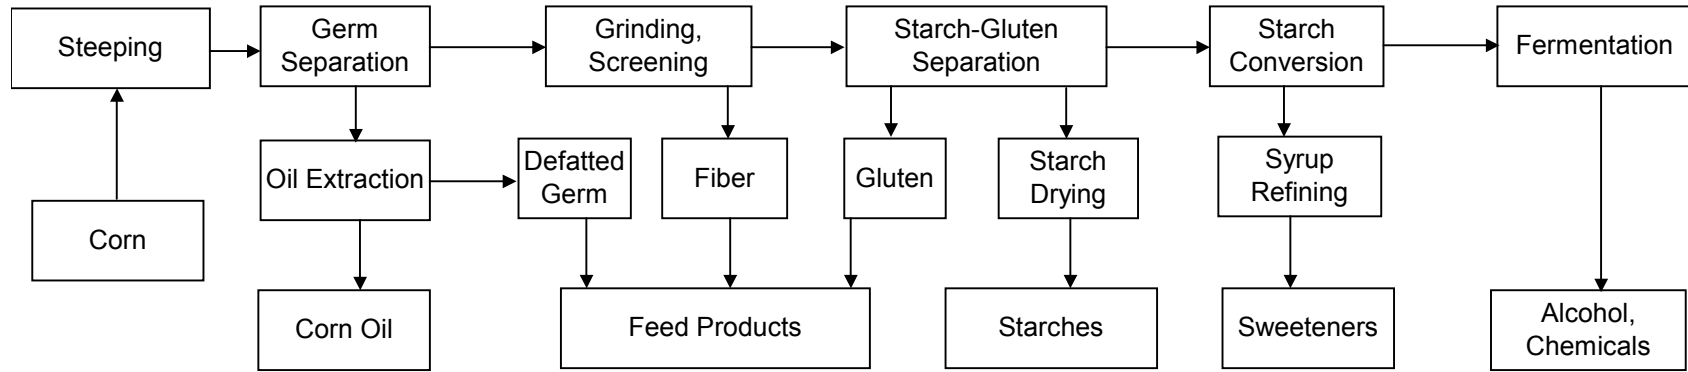 Steeping
Germ
Separation
Grinding,
Screening
Starch-Gluten
Separation
Starch
Conversion
Fermentation
Oil Extraction
Defatted
Germ
Fiber
Gluten
Starch
Drying
Syrup
Refining
Corn
Corn Oil
Feed Products
Starches
Sweeteners
Alcohol,
Chemicals